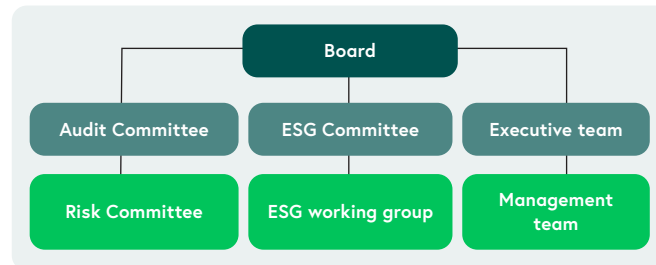 Board
Audit Committee
ESG Committee
Executive team
Risk Committee
ESG working group
Management
team